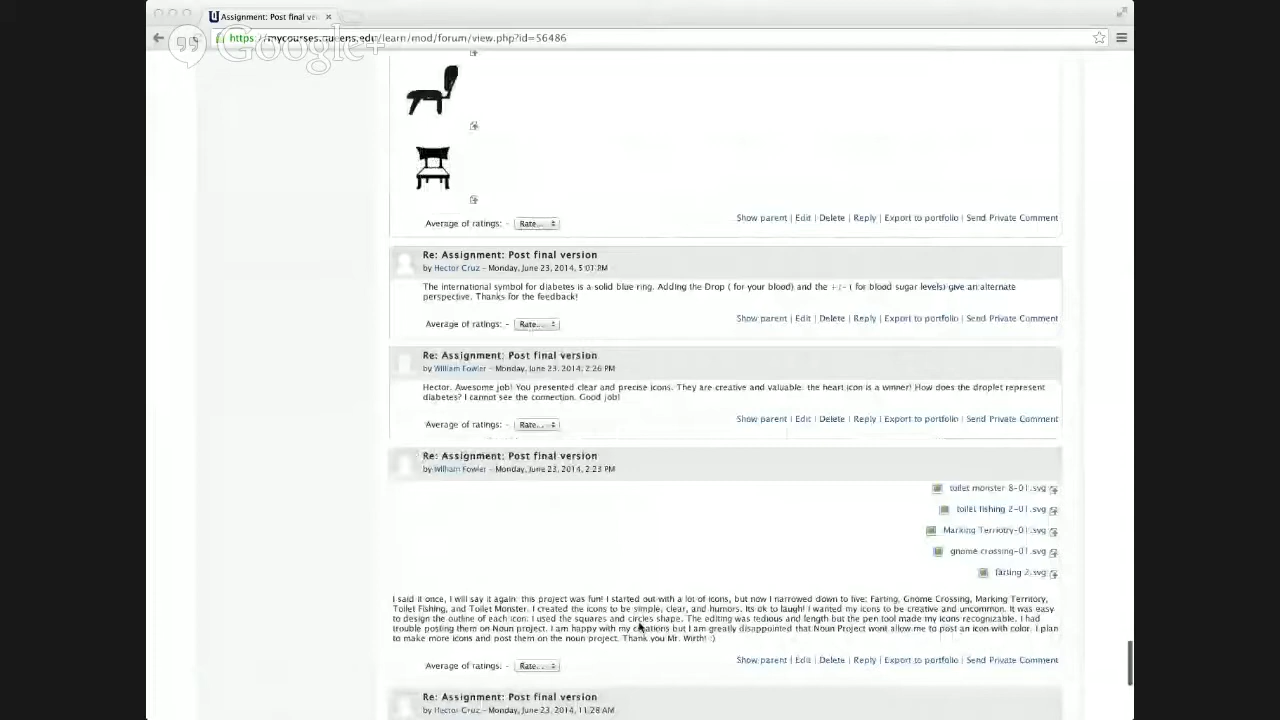 Assignment: Post final ve
https://mycourses.queens.edu/learn/mod/forum/view.php?id=56486
Google+
Average of ratings: - Rate...
Show parent | Edit | Delete | Reply | Export to portfolio | Send Private Comment
Re: Assignment: Post final version
by Hector Cruz - Monday, June 23, 2014, 5:01 PM
The international symbol for diabetes is a solid blue ring. Adding the Drop ( for your blood) and the +/- ( for blood sugar levels) give an alternate
perspective. Thanks for the feedback!
Average of ratings: - Rate...
Show parent | Edit | Delete | Reply | Export to portfolio | Send Private Comment
Re: Assignment: Post final version
by William Fowler - Monday, June 23, 2014, 2:26 PM
Hector. Awesome job! You presented clear and precise icons. They are creative and valuable. the heart icon is a winner! How does the droplet represent
diabetes? I cannot see the connection. Good job!
Average of ratings: - Rate...
Show parent | Edit | Delete | Reply | Export to portfolio | Send Private Comment
Re: Assignment: Post final version
by William Fowler - Monday, June 23, 2014, 2:23 PM
toilet monster 8-01.svg
toilet fishing 2-01.svg
Marking Terriotry-01.svg
gnome crossing-01.svg
farting 2.svg
I said it once, I will say it again: this project was fun! I started out with a lot of icons, but now I narrowed down to five: Farting, Gnome Crossing, Marking Territory,
Toilet Fishing, and Toilet Monster. I created the icons to be simple, clear, and humors. Its ok to laugh! I wanted my icons to be creative and uncommon. It was easy
to design the outline of each icon. I used the squares and circles shape. The editing was tedious and length but the pen tool made my icons recognizable. I had
trouble posting them on Noun project. I am happy with my creations but I am greatly disappointed that Noun Project wont allow me to post an icon with color. I plan
to make more icons and post them on the noun project. Thank you Mr. Wirth! :)
Average of ratings: - Rate...
Show parent | Edit | Delete | Reply | Export to portfolio | Send Private Comment
Re: Assignment: Post final version
by Hector Cruz - Monday, June 23, 2014, 11:28 AM